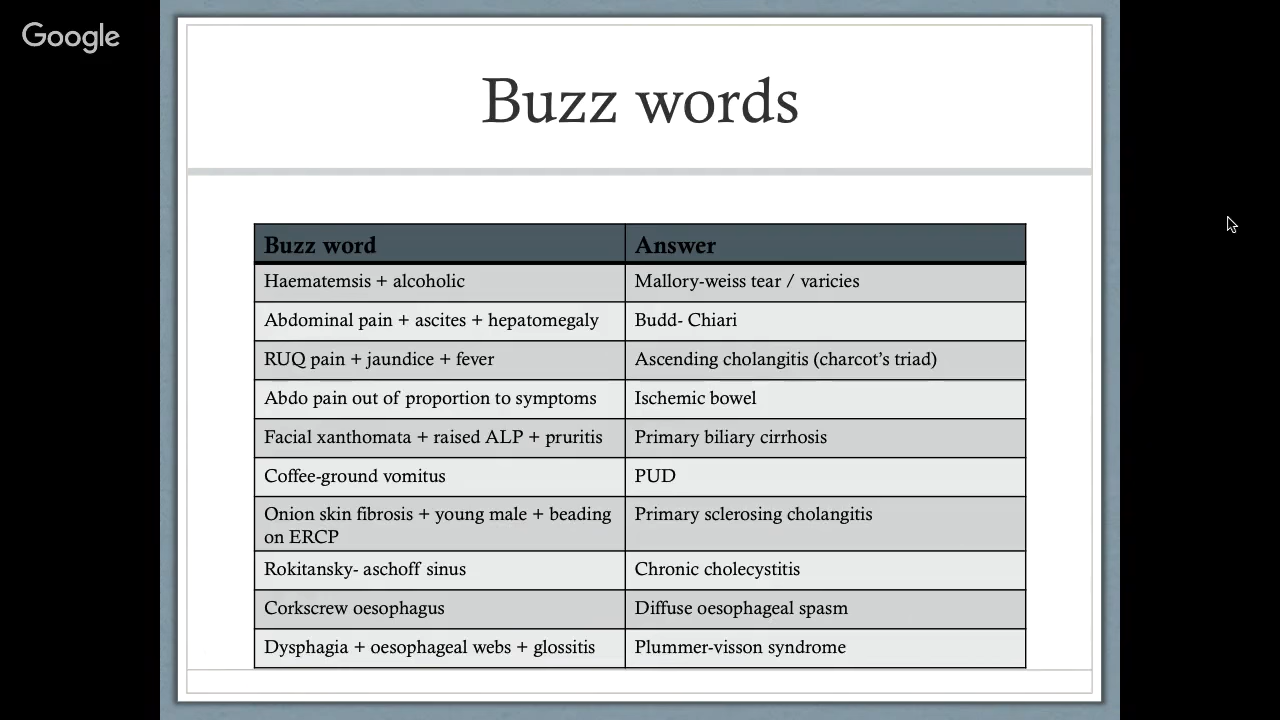 Google
Buzz words
Buzz word Answer
Haematemsis + alcoholic Mallory-weiss tear / varicies
Abdominal pain + ascites + hepatomegaly Budd- Chiari
RUQ pain + jaundice + fever Ascending cholangitis (charcot's triad)
Abdo pain out of proportion to symptoms Ischemic bowel
Facial xanthomata + raised ALP + pruritis Primary biliary cirrhosis
Coffee-ground vomitus PUD
Onion skin fibrosis + young male + beading Primary sclerosing cholangitis
on ERCP
Rokitansky- aschoff sinus Chronic cholecystitis
Corkscrew oesophagus Diffuse oesophageal spasm
Dysphagia + oesophageal webs + glossitis Plummer-visson syndrome